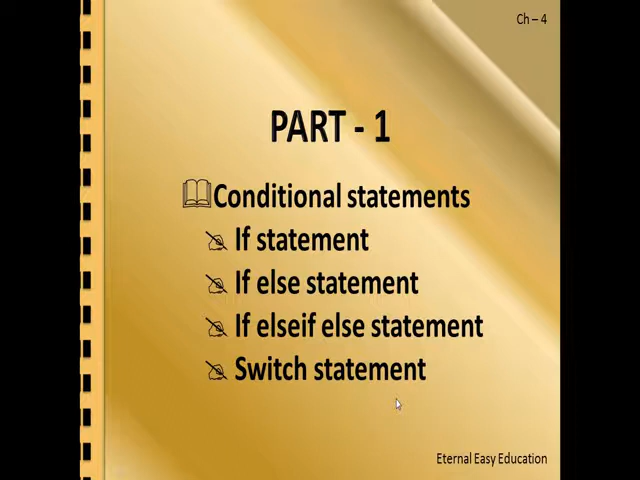 Ch – 4
PART - 1
Conditional statements
If statement
If else statement
If elseif else statement
Switch statement
Eternal Easy Education